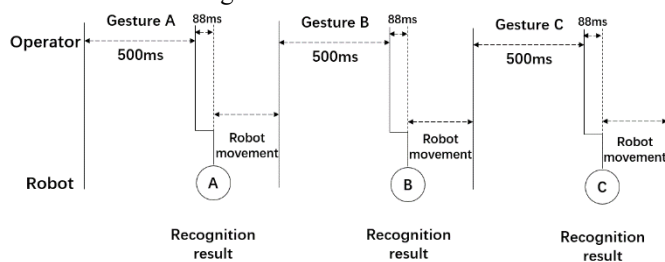 Gesture A 88ms Gesture B 88ms Gesture C 88ms
Operator
500ms 500ms 500ms
Robot movement Robot movement Robot movement
Robot A B C
Recognition result Recognition result Recognition result